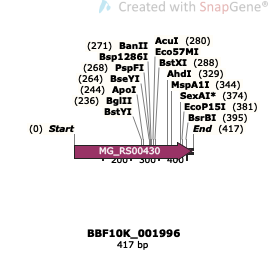 Created with SnapGene®
AcuI (280)
(271) BanII Eco57MI
Bsp1286I BstXI (288)
(268) PspFI AhdI (329)
(264) BseYI MspA1I (344)
(244) ApoI SexAI* (374)
(236) BglII EcoP15I (381)
BstYI BsrBI (395)
(0) Start End (417)
MG_RS00430
200 300 400
BBF10K_001996
417 bp